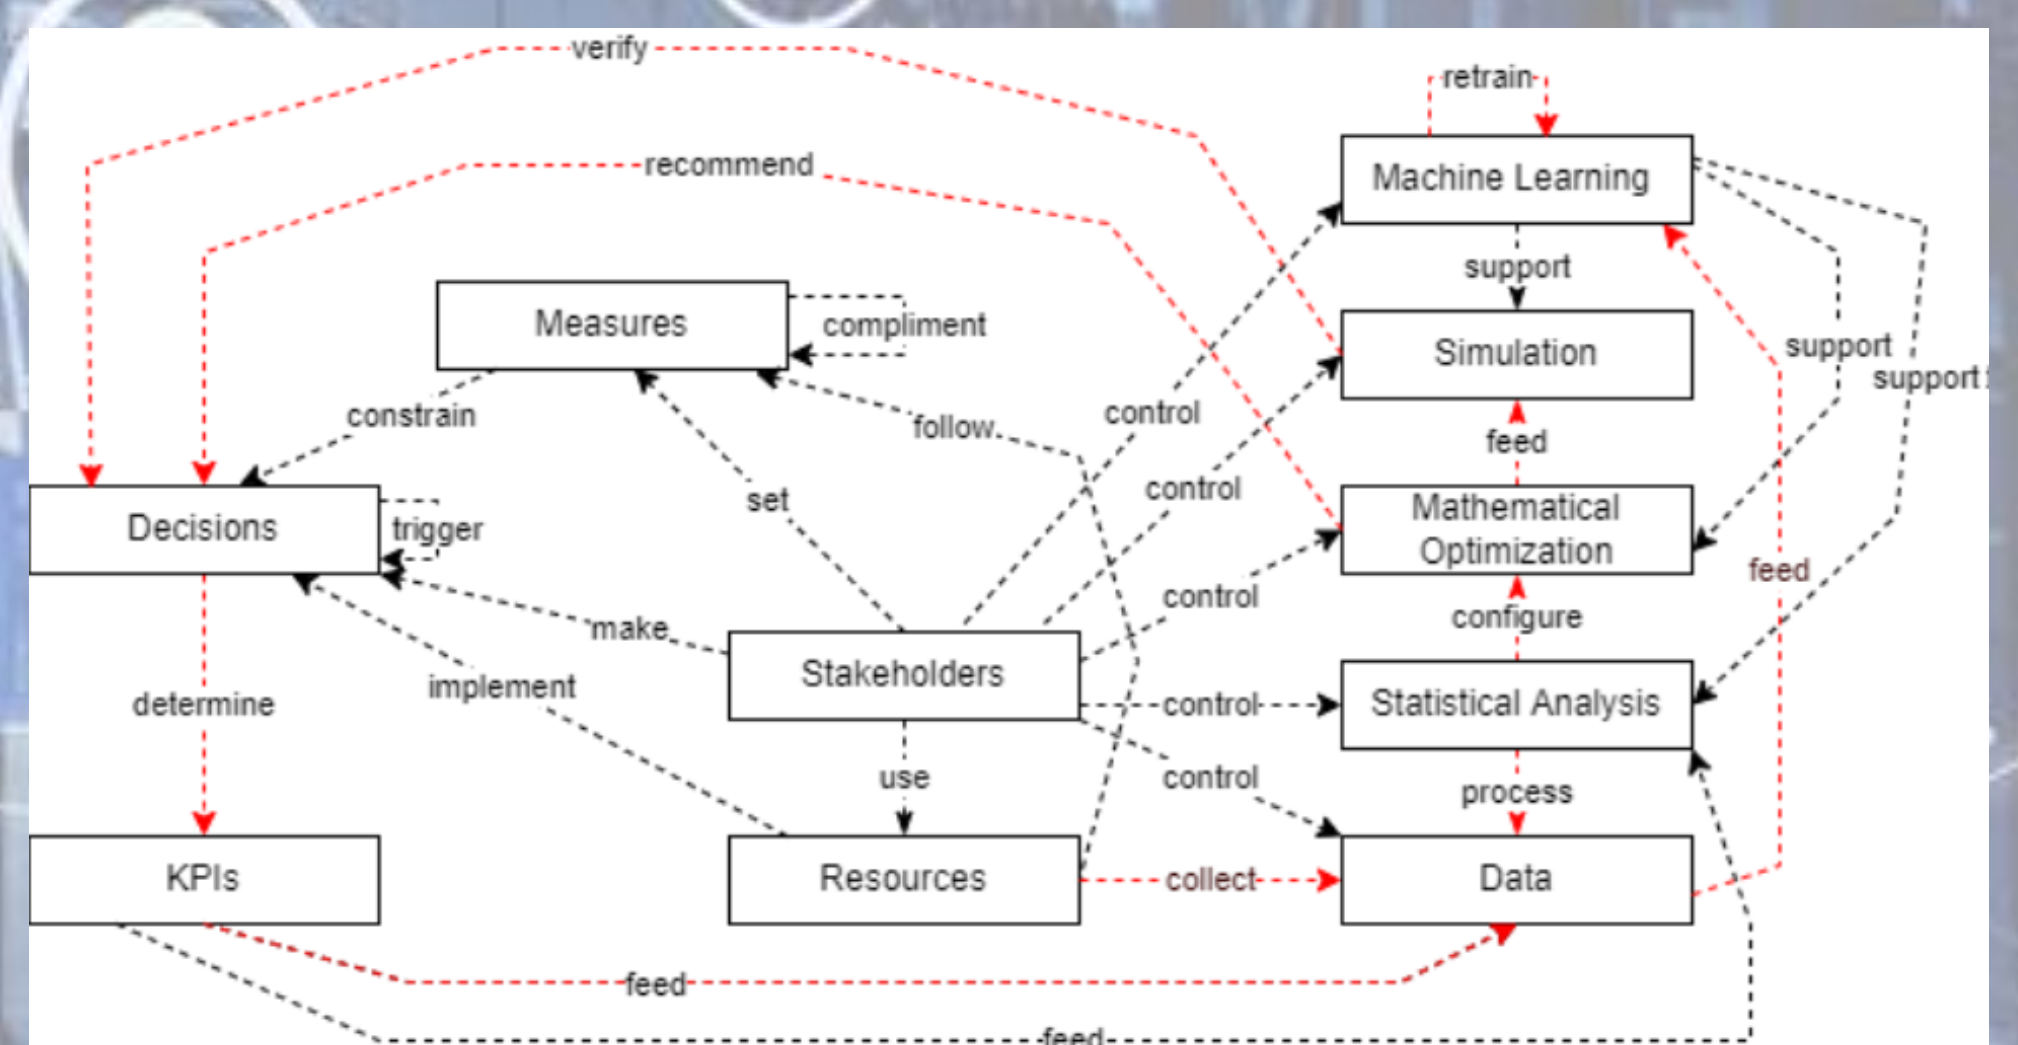 verify
retrain
recommend
Machine Learning
support
Measures
compliment
Simulation
support
support
constrain
follow
control
feed
set
control
Decisions
trigger
Mathematical
Optimization
feed
control
make
configure
implement
Stakeholders
determine
control
Statistical Analysis
use
control
process
KPIs
Resources
collect
Data
feed
feed